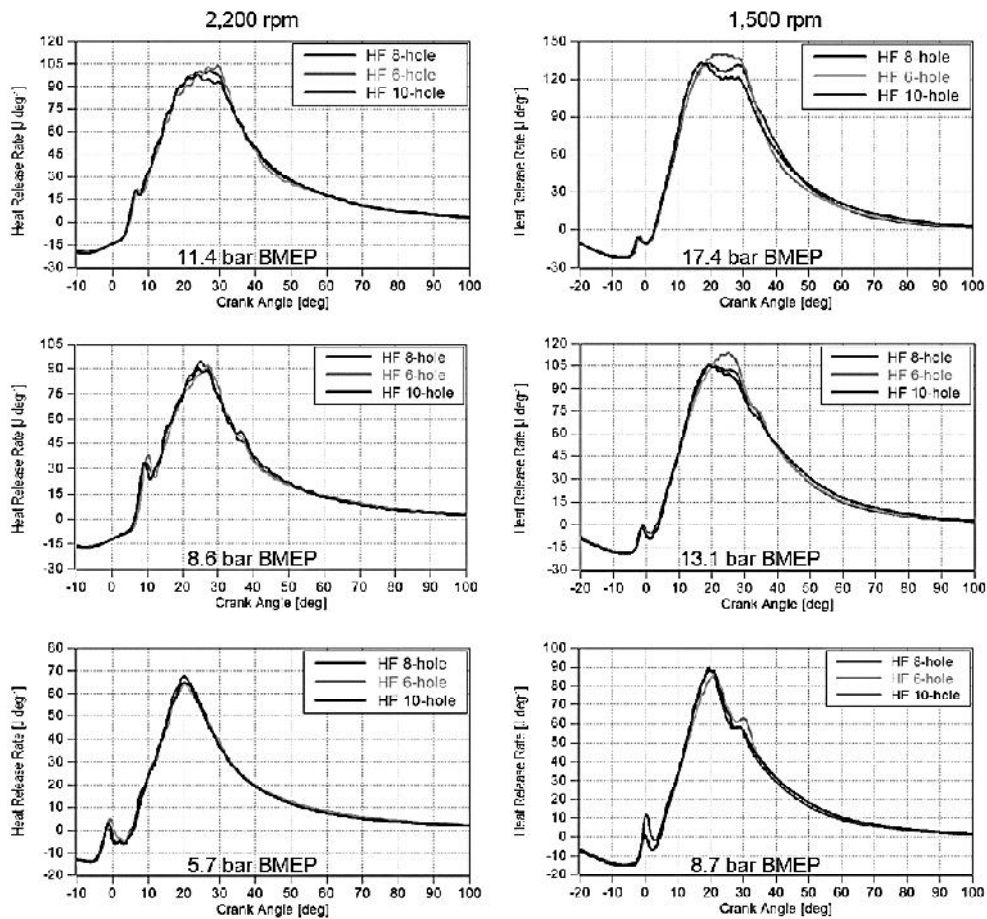 2,200 rpm
1,500 rpm
120
105
90
75
60
45
30
15
0
-15
-30
Heat Release Rate [J deg-¹]
HF 8-hole
HF 6-hole
HF 10-hole
11.4 bar BMEP
-10 0 10 20 30 40 50 60 70 80 90 100
Crank Angle [deg]
150
120
90
60
30
0
-30
Heat Release Rate [J deg-¹]
HF 8-hole
HF 6-hole
HF 10-hole
17.4 bar BMEP
-20 -10 0 10 20 30 40 50 60 70 80 90 100
Crank Angle [deg]
105
90
75
60
45
30
15
0
-15
-30
Heat Release Rate [J deg-¹]
HF 8-hole
HF 6-hole
HF 10-hole
8.6 bar BMEP
-10 0 10 20 30 40 50 60 70 80 90 100
Crank Angle [deg]
120
105
90
75
60
45
30
15
0
-15
-30
Heat Release Rate [J deg-¹]
HF 8-hole
HF 6-hole
HF 10-hole
13.1 bar BMEP
-20 -10 0 10 20 30 40 50 60 70 80 90 100
Crank Angle [deg]
80
70
60
50
40
30
20
10
0
-10
-20
Heat Release Rate [J deg-¹]
HF 8-hole
HF 6-hole
HF 10-hole
5.7 bar BMEP
-10 0 10 20 30 40 50 60 70 80 90 100
Crank Angle [deg]
100
90
80
70
60
50
40
30
20
10
0
-10
-20
Heat Release Rate [J deg-¹]
HF 8-hole
HF 6-hole
HF 10-hole
8.7 bar BMEP
-20 -10 0 10 20 30 40 50 60 70 80 90 100
Crank Angle [deg]